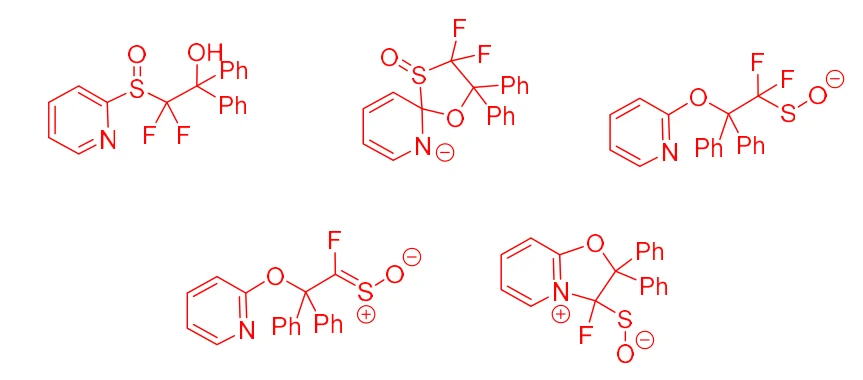 O OH
S Ph
Ph
F F
N
F
O F
S
Ph
O Ph
N ⊖
F
F ⊖
O O
S
N Ph Ph
F
O O ⊖
S
⊕
N Ph Ph
O Ph
Ph
N
⊕
F S
O ⊖